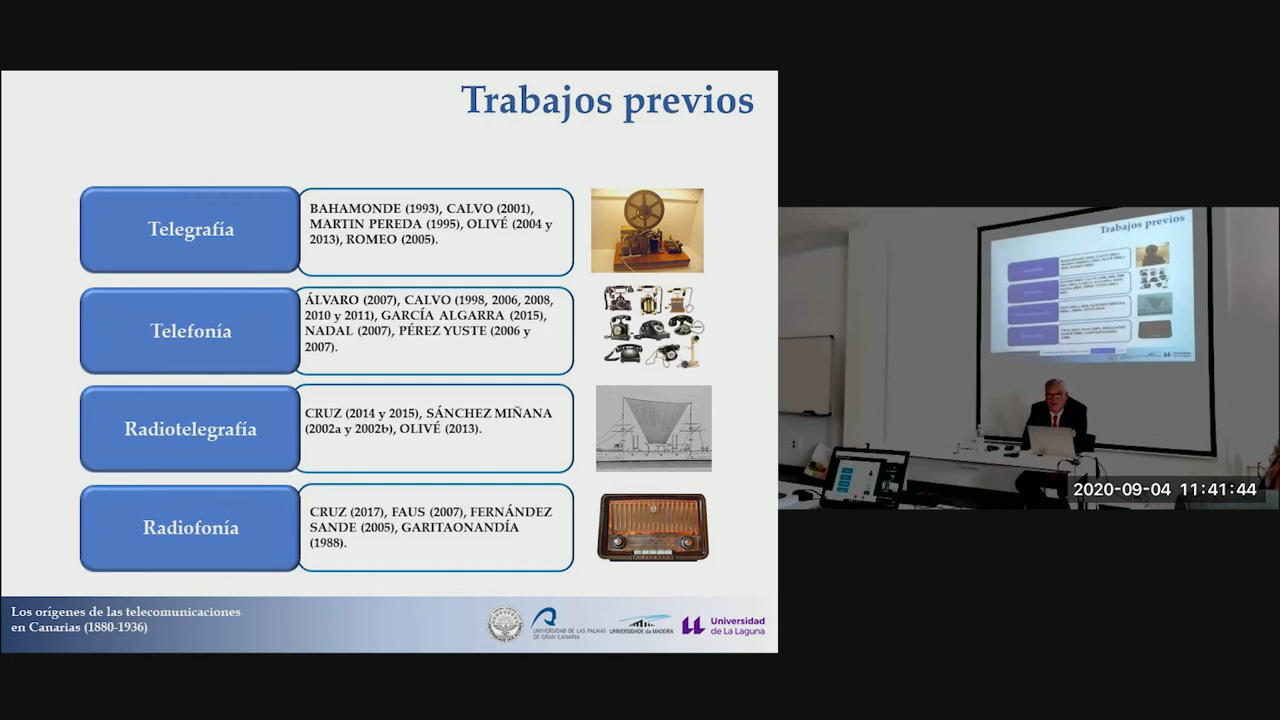 Trabajos previos
Telegrafía
BAHAMONDE (1993), CALVO (2001),
MARTIN PEREDA (1995), OLIVÉ (2004 y
2013), ROMEO (2005).
Telefonía
ÁLVARO (2007), CALVO (1998, 2006, 2008,
2010 y 2011), GARCÍA ALGARRA (2015),
NADAL (2007), PÉREZ YUSTE (2006 y
2007).
Radiotelegrafía
CRUZ (2014 y 2015), SÁNCHEZ MIÑANA
(2002a y 2002b), OLIVÉ (2013).
Radiofonía
CRUZ (2017), FAUS (2007), FERNÁNDEZ
SANDE (2005), GARITAONANDÍA
(1988).
Los orígenes de las telecomunicaciones
en Canarias (1880-1936)
UNIVERSIDAD DE LAS PALMAS
DE GRAN CANARIA
UNIVERSIDADE da MADEIRA
Universidad
de La Laguna
Trabajos previos
2020-09-04 11:41:44